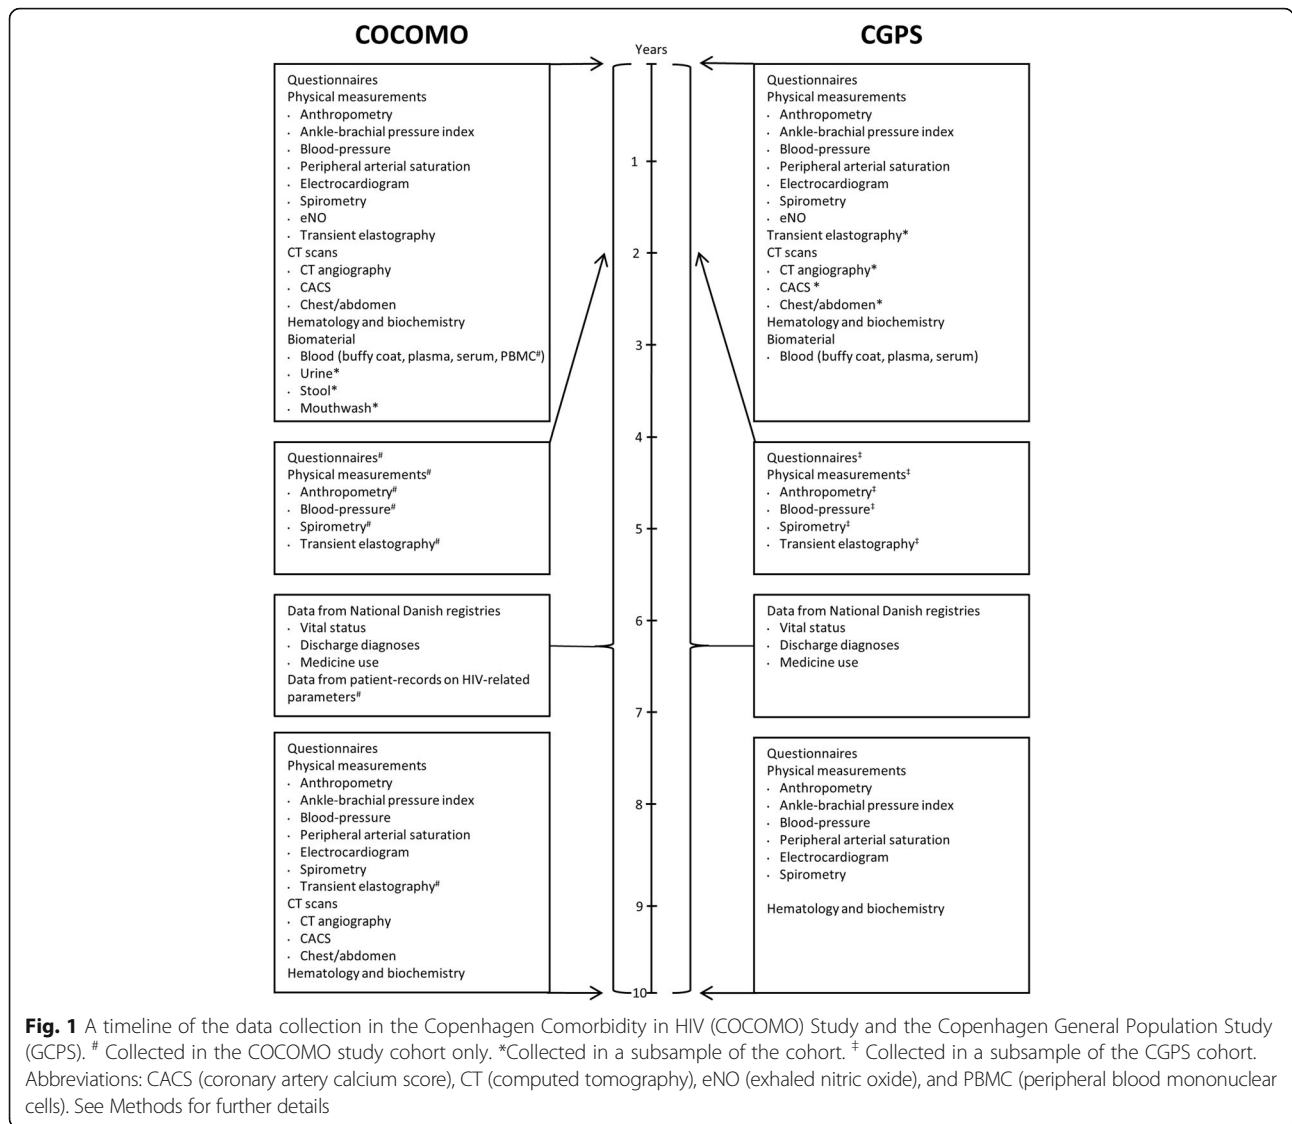 COCOMO
Questionnaires
Physical measurements
· Anthropometry
· Ankle-brachial pressure index
· Blood-pressure
· Peripheral arterial saturation
· Electrocardiogram
· Spirometry
· eNO
· Transient elastography
CT scans
· CT angiography
· CACS
· Chest/abdomen
Hematology and biochemistry
Biomaterial
· Blood (buffy coat, plasma, serum, PBMC#)
· Urine*
· Stool*
· Mouthwash*
Questionnaires#
Physical measurements#
· Anthropometry#
· Blood-pressure#
· Spirometry#
· Transient elastography#
Data from National Danish registries
· Vital status
· Discharge diagnoses
· Medicine use
Data from patient-records on HIV-related
parameters#
Questionnaires
Physical measurements
· Anthropometry
· Ankle-brachial pressure index
· Blood-pressure
· Peripheral arterial saturation
· Electrocardiogram
· Spirometry
· Transient elastography#
CT scans
· CT angiography
· CACS
· Chest/abdomen
Hematology and biochemistry
Years
1
2
3
4
5
6
7
8
9
10
CGPS
Questionnaires
Physical measurements
· Anthropometry
· Ankle-brachial pressure index
· Blood-pressure
· Peripheral arterial saturation
· Electrocardiogram
· Spirometry
· eNO
Transient elastography*
CT scans
· CT angiography*
· CACS *
· Chest/abdomen*
Hematology and biochemistry
Biomaterial
· Blood (buffy coat, plasma, serum)
Questionnaires‡
Physical measurements‡
· Anthropometry‡
· Blood-pressure‡
· Spirometry‡
· Transient elastography‡
Data from National Danish registries
· Vital status
· Discharge diagnoses
· Medicine use
Questionnaires
Physical measurements
· Anthropometry
· Ankle-brachial pressure index
· Blood-pressure
· Peripheral arterial saturation
· Electrocardiogram
· Spirometry
Hematology and biochemistry
Fig. 1 A timeline of the data collection in the Copenhagen Comorbidity in HIV (COCOMO) Study and the Copenhagen General Population Study
(GCPS). # Collected in the COCOMO study cohort only. *Collected in a subsample of the cohort. ‡ Collected in a subsample of the CGPS cohort.
Abbreviations: CACS (coronary artery calcium score), CT (computed tomography), eNO (exhaled nitric oxide), and PBMC (peripheral blood mononuclear
cells). See Methods for further details